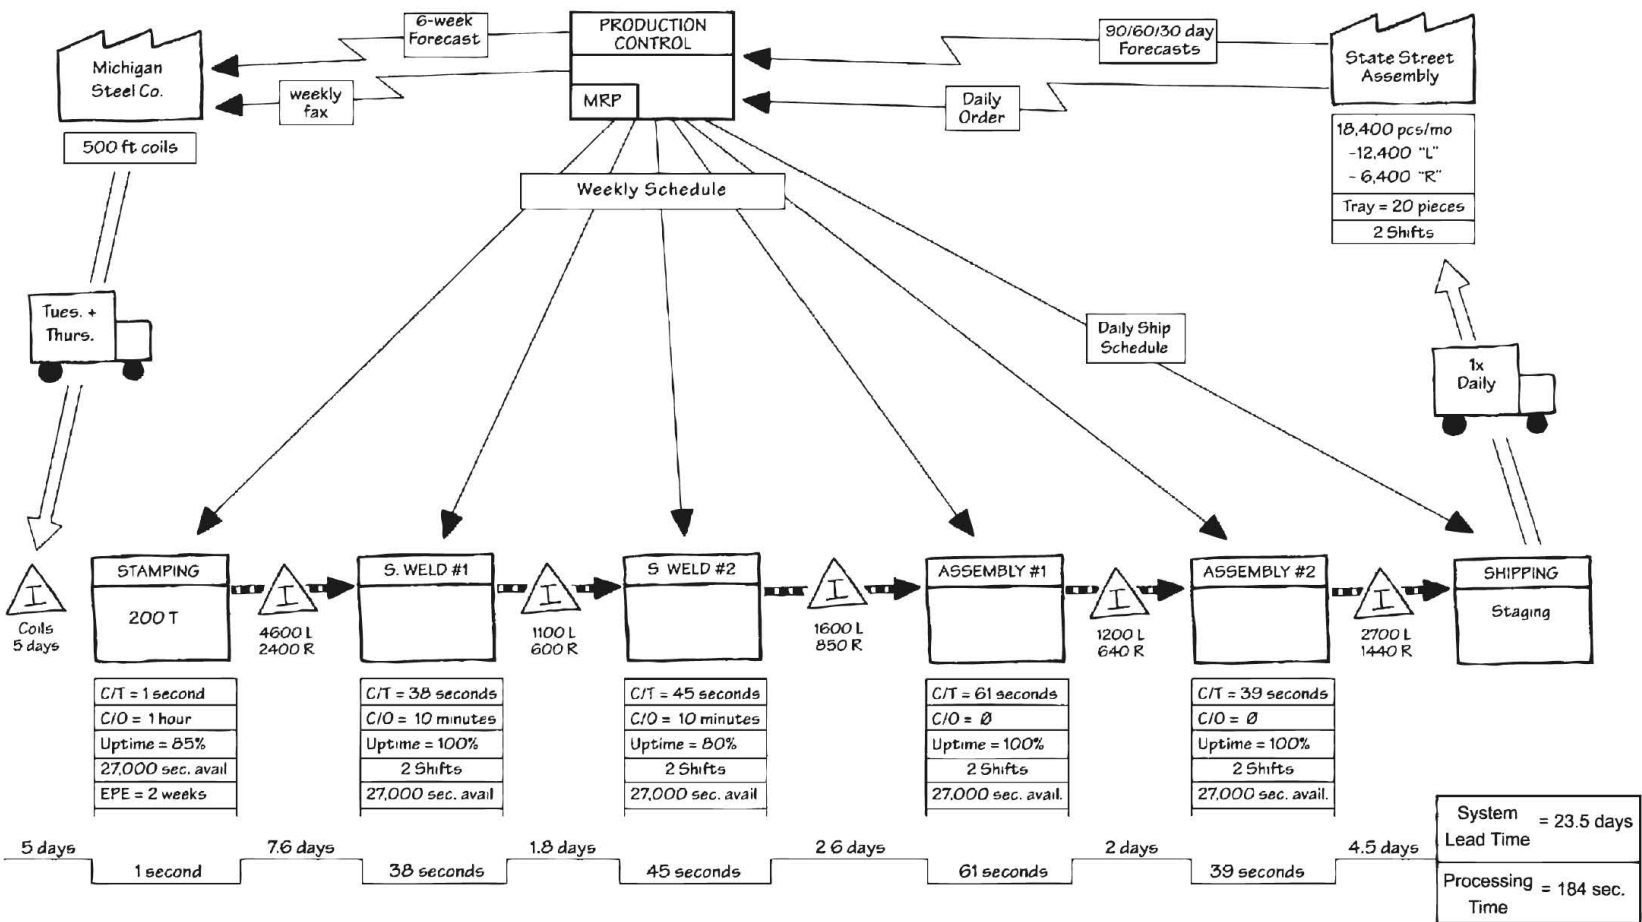 6-week
Forecast
PRODUCTION
CONTROL
MRP
90/60/30 day
Forecasts
State Street
Assembly
Michigan
Steel Co.
weekly
fax
Daily
Order
500 ft coils
18,400 pcs/mo
-12,400 "L"
- 6,400 "R"
Tray = 20 pieces
2 Shifts
Weekly Schedule
Tues. +
Thurs.
Daily Ship
Schedule
1x
Daily
I
Coils
5 days
STAMPING
200 T
I
4600 L
2400 R
S. WELD #1
I
1100 L
600 R
S WELD #2
I
1600 L
850 R
ASSEMBLY #1
I
1200 L
640 R
ASSEMBLY #2
I
2700 L
1440 R
SHIPPING
Staging
C/T = 1 second
C/O = 1 hour
Uptime = 85%
27,000 sec. avail
EPE = 2 weeks
C/T = 38 seconds
C/O = 10 minutes
Uptime = 100%
2 Shifts
27,000 sec. avail
C/T = 45 seconds
C/O = 10 minutes
Uptime = 80%
2 Shifts
27,000 sec. avail
C/T = 61 seconds
C/O = Ø
Uptime = 100%
2 Shifts
27,000 sec. avail.
C/T = 39 seconds
C/O = Ø
Uptime = 100%
2 Shifts
27,000 sec. avail.
5 days
1 second
7.6 days
38 seconds
1.8 days
45 seconds
2 6 days
61 seconds
2 days
39 seconds
4.5 days
System
Lead Time = 23.5 days
Processing
Time = 184 sec.